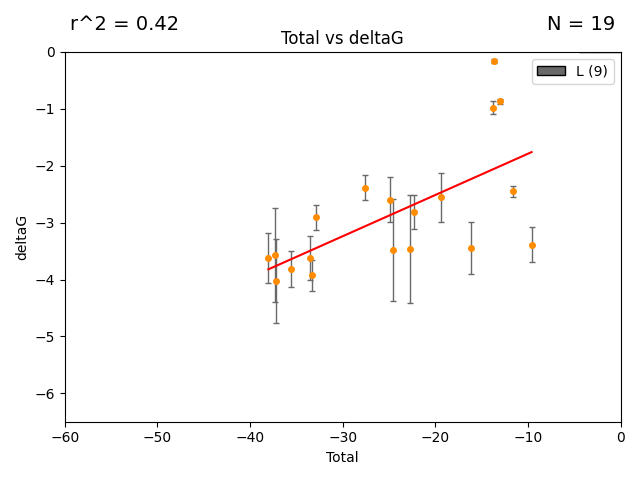 r^2 = 0.42
N = 19
Total vs deltaG
L (9)
0
−1
−2
−3
−4
−5
−6
deltaG
−60
−50
−40
−30
−20
−10
0
Total